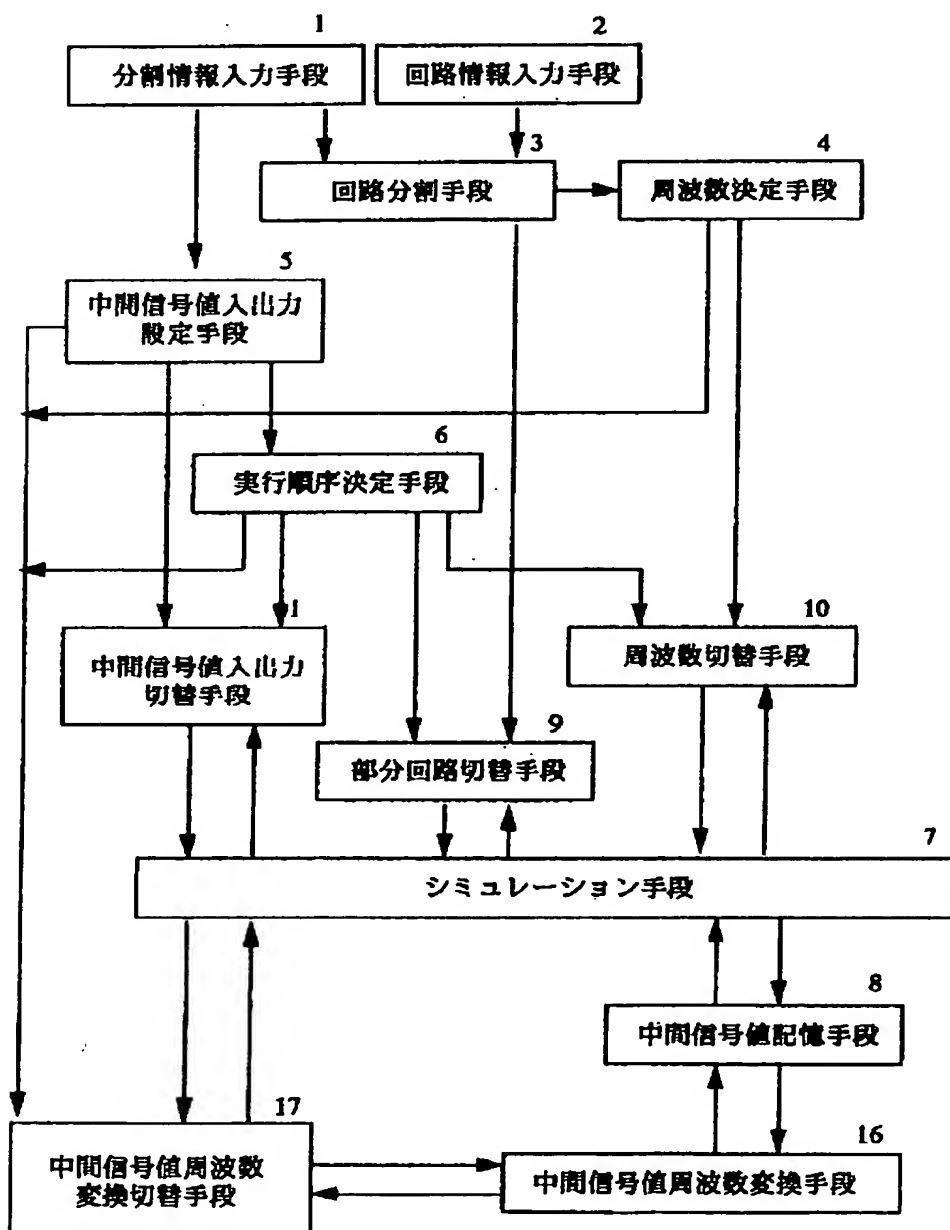 1
分割情報入力手段
2
回路情報入力手段
3
回路分割手段
4
周波数決定手段
5
中間信号値入出力
設定手段
6
実行順序決定手段
1
中間信号値入出力
切替手段
10
周波数切替手段
9
部分回路切替手段
7
シミュレーション手段
8
中間信号値記憶手段
17
中間信号値周波数
変換切替手段
16
中間信号値周波数変換手段